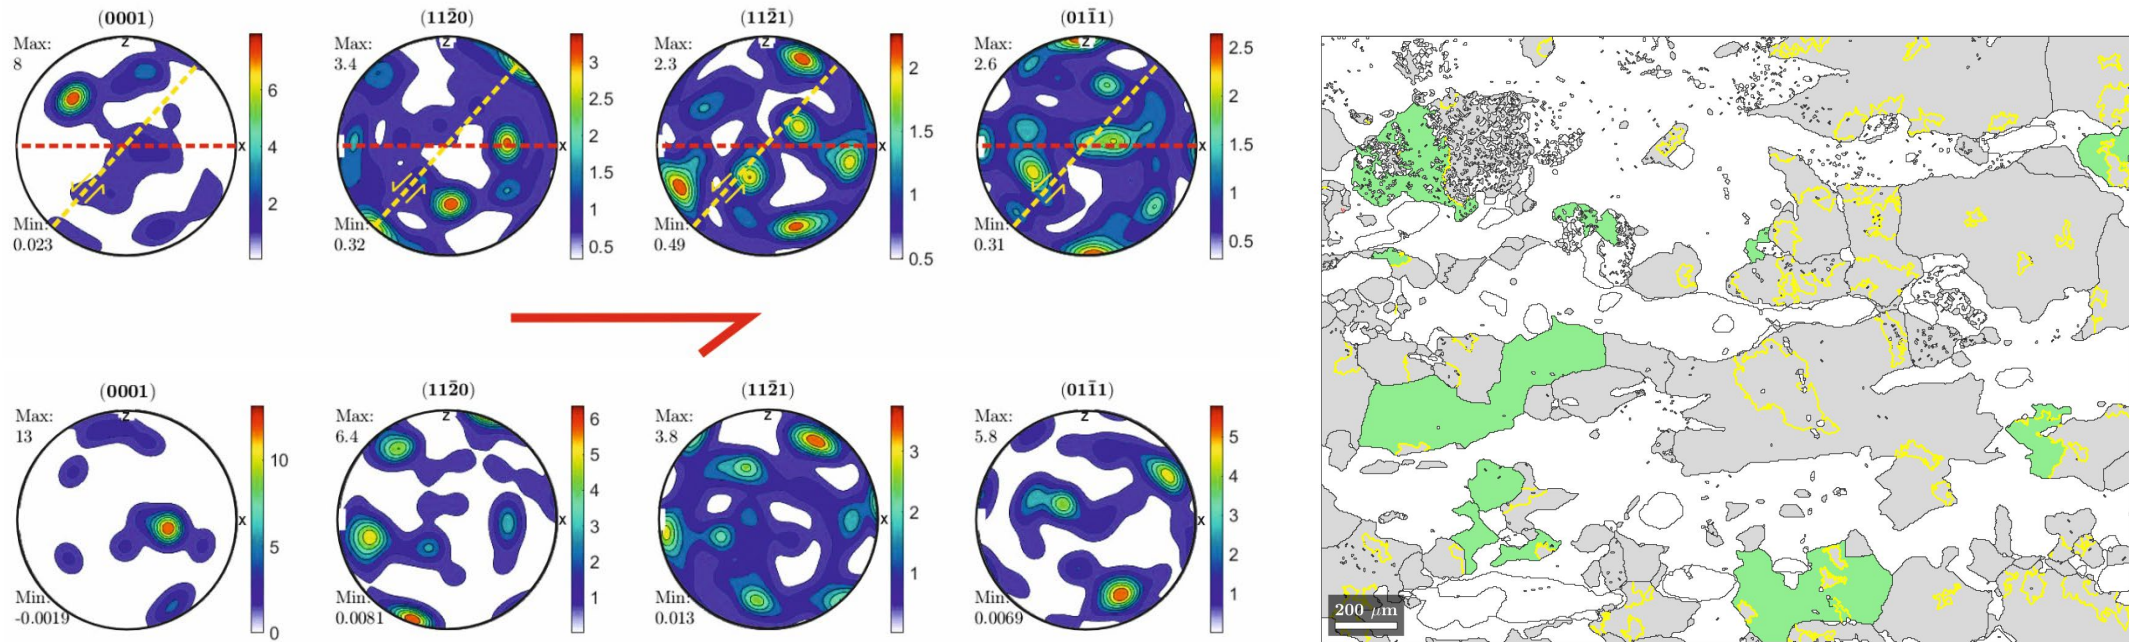 (0001)
Max:
8
Z
X
6
4
2
Min:
0.023
(112̄0)
Max:
3.4
Z
X
3
2.5
2
1.5
1
0.5
Min:
0.32
(112̄1)
Max:
2.3
Z
X
2
1.5
1
0.5
Min:
0.49
(011̄1)
Max:
2.6
Z
X
2.5
2
1.5
1
0.5
Min:
0.31
(0001)
Max:
13
Z
X
10
5
0
Min:
-0.0019
(112̄0)
Max:
6.4
Z
X
6
5
4
3
2
1
Min:
0.0081
(112̄1)
Max:
3.8
Z
X
3
2
1
Min:
0.013
(011̄1)
Max:
5.8
Z
X
5
4
3
2
1
Min:
0.0069
200 μm